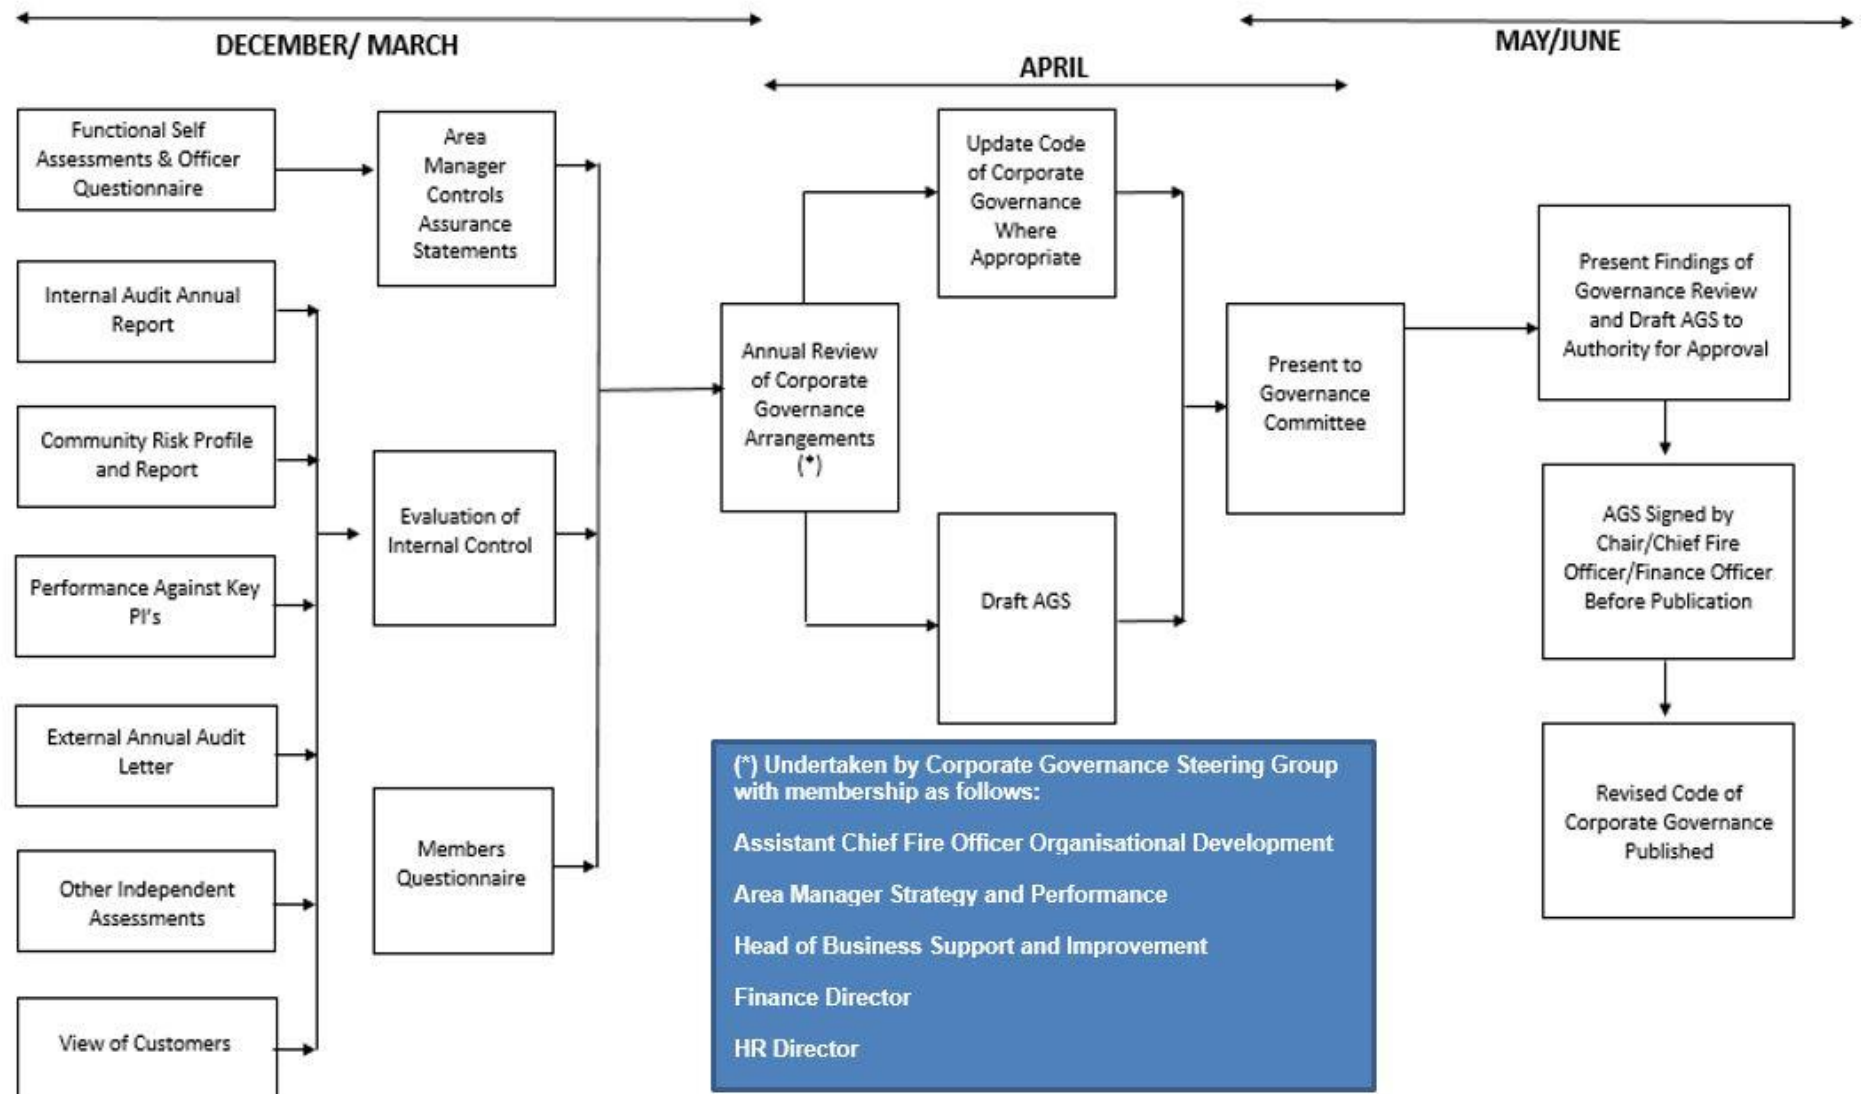 DECEMBER/ MARCH
APRIL
MAY/JUNE
Functional Self
Assessments & Officer
Questionnaire
Internal Audit Annual
Report
Community Risk Profile
and Report
Performance Against Key
PI's
External Annual Audit
Letter
Other Independent
Assessments
View of Customers
Area
Manager
Controls
Assurance
Statements
Evaluation of
Internal Control
Members
Questionnaire
Annual Review
of Corporate
Governance
Arrangements
(*)
Update Code
of Corporate
Governance
Where
Appropriate
Draft AGS
Present to
Governance
Committee
Present Findings of
Governance Review
and Draft AGS to
Authority for Approval
AGS Signed by
Chair/Chief Fire
Officer/Finance Officer
Before Publication
Revised Code of
Corporate Governance
Published
(*) Undertaken by Corporate Governance Steering Group
with membership as follows:
Assistant Chief Fire Officer Organisational Development
Area Manager Strategy and Performance
Head of Business Support and Improvement
Finance Director
HR Director